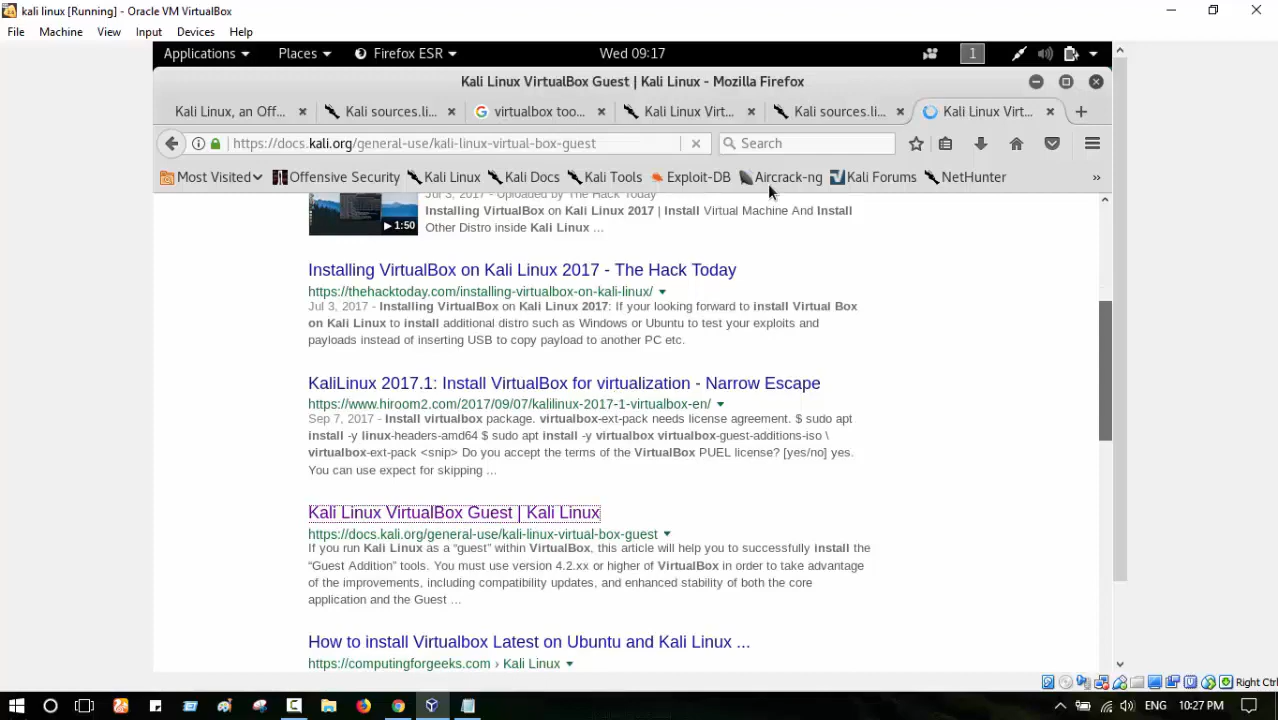 kali linux [Running] - Oracle VM VirtualBox
File Machine View Input Devices Help
Applications Places Firefox ESR Wed 09:17 1
Kali Linux VirtualBox Guest | Kali Linux - Mozilla Firefox
Kali Linux, an Off... Kali sources.li... virtualbox too... Kali Linux Virt... Kali sources.li... Kali Linux Virt...
https://docs.kali.org/general-use/kali-linux-virtual-box-guest Search
Most Visited Offensive Security Kali Linux Kali Docs Kali Tools Exploit-DB Aircrack-ng Kali Forums NetHunter »
Jul 3, 2017 - Uploaded by The Hack Today
1:50 Installing VirtualBox on Kali Linux 2017 | Install Virtual Machine And Install
Other Distro inside Kali Linux ...
Installing VirtualBox on Kali Linux 2017 - The Hack Today
https://thehacktoday.com/installing-virtualbox-on-kali-linux/
Jul 3, 2017 - Installing VirtualBox on Kali Linux 2017: If your looking forward to install Virtual Box
on Kali Linux to install additional distro such as Windows or Ubuntu to test your exploits and
payloads instead of inserting USB to copy payload to another PC etc.
KaliLinux 2017.1: Install VirtualBox for virtualization - Narrow Escape
https://www.hiroom2.com/2017/09/07/kalilinux-2017-1-virtualbox-en/
Sep 7, 2017 - Install virtualbox package. virtualbox-ext-pack needs license agreement. $ sudo apt
install -y linux-headers-amd64 $ sudo apt install -y virtualbox virtualbox-guest-additions-iso \
virtualbox-ext-pack <snip> Do you accept the terms of the VirtualBox PUEL license? [yes/no] yes.
You can use expect for skipping ...
Kali Linux VirtualBox Guest | Kali Linux
https://docs.kali.org/general-use/kali-linux-virtual-box-guest
If you run Kali Linux as a “guest” within VirtualBox, this article will help you to successfully install the
“Guest Addition” tools. You must use version 4.2.xx or higher of VirtualBox in order to take advantage
of the improvements, including compatibility updates, and enhanced stability of both the core
application and the Guest ...
How to install Virtualbox Latest on Ubuntu and Kali Linux ...
https://computingforgeeks.com › Kali Linux
Right Ctrl
ENG 10:27 PM